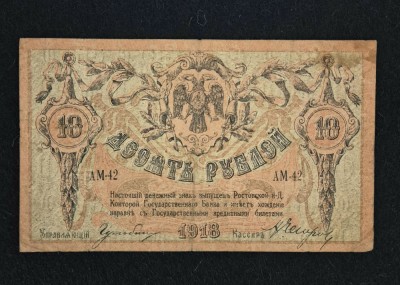 10 10
ДЕСЯТЬ РУБЛЕЙ
АМ-42 АМ-42
Настоящій денежный знакъ выпущенъ Ростовской н-Д.
Конторой Государственнаго Банка и имѣетъ хожденіе
наравнѣ съ Государственными кредитными билетами.
Управляющій 1918 Кассиръ